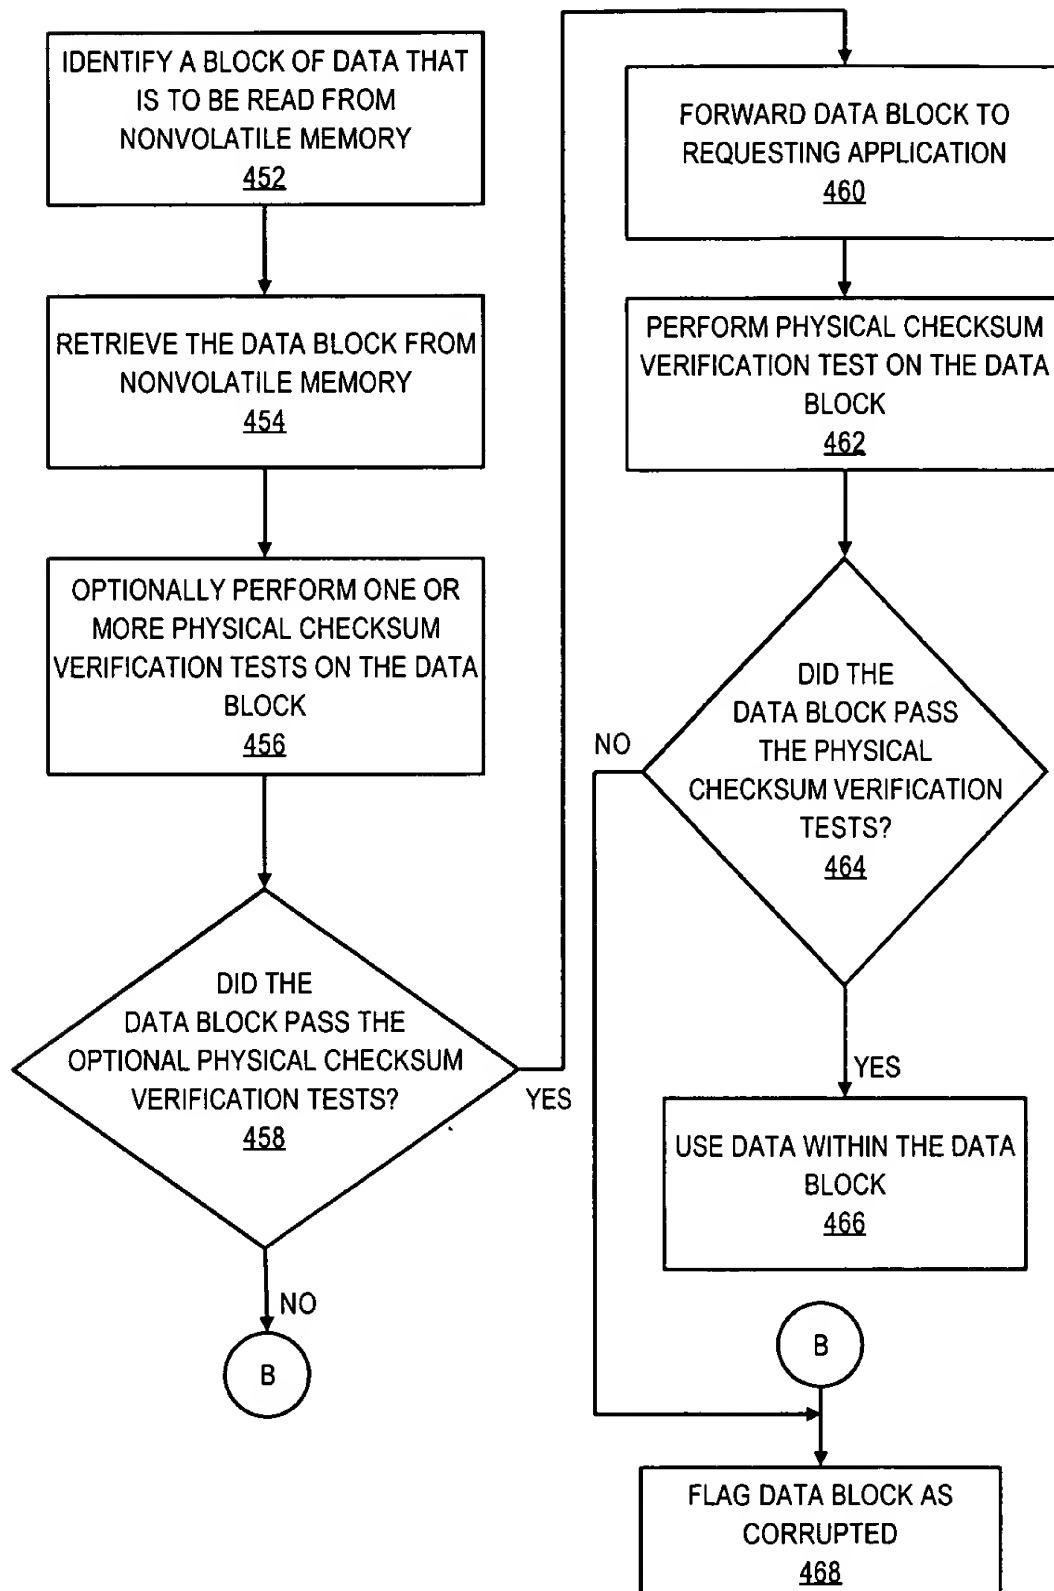 IDENTIFY A BLOCK OF DATA THAT
IS TO BE READ FROM
NONVOLATILE MEMORY
452
RETRIEVE THE DATA BLOCK FROM
NONVOLATILE MEMORY
454
OPTIONALLY PERFORM ONE OR
MORE PHYSICAL CHECKSUM
VERIFICATION TESTS ON THE DATA
BLOCK
456
DID THE
DATA BLOCK PASS THE
OPTIONAL PHYSICAL CHECKSUM
VERIFICATION TESTS?
458
YES
NO
B
FORWARD DATA BLOCK TO
REQUESTING APPLICATION
460
PERFORM PHYSICAL CHECKSUM
VERIFICATION TEST ON THE DATA
BLOCK
462
DID THE
DATA BLOCK PASS
THE PHYSICAL
CHECKSUM VERIFICATION
TESTS?
464
NO
YES
USE DATA WITHIN THE DATA
BLOCK
466
B
FLAG DATA BLOCK AS
CORRUPTED
468